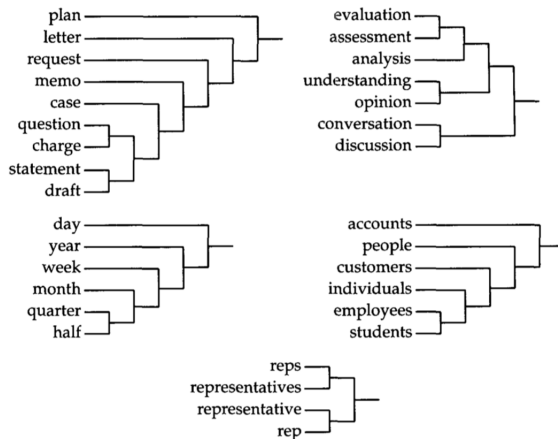 plan
letter
request
memo
case
question
charge
statement
draft
evaluation
assessment
analysis
understanding
opinion
conversation
discussion
day
year
week
month
quarter
half
accounts
people
customers
individuals
employees
students
reps
representatives
representative
rep